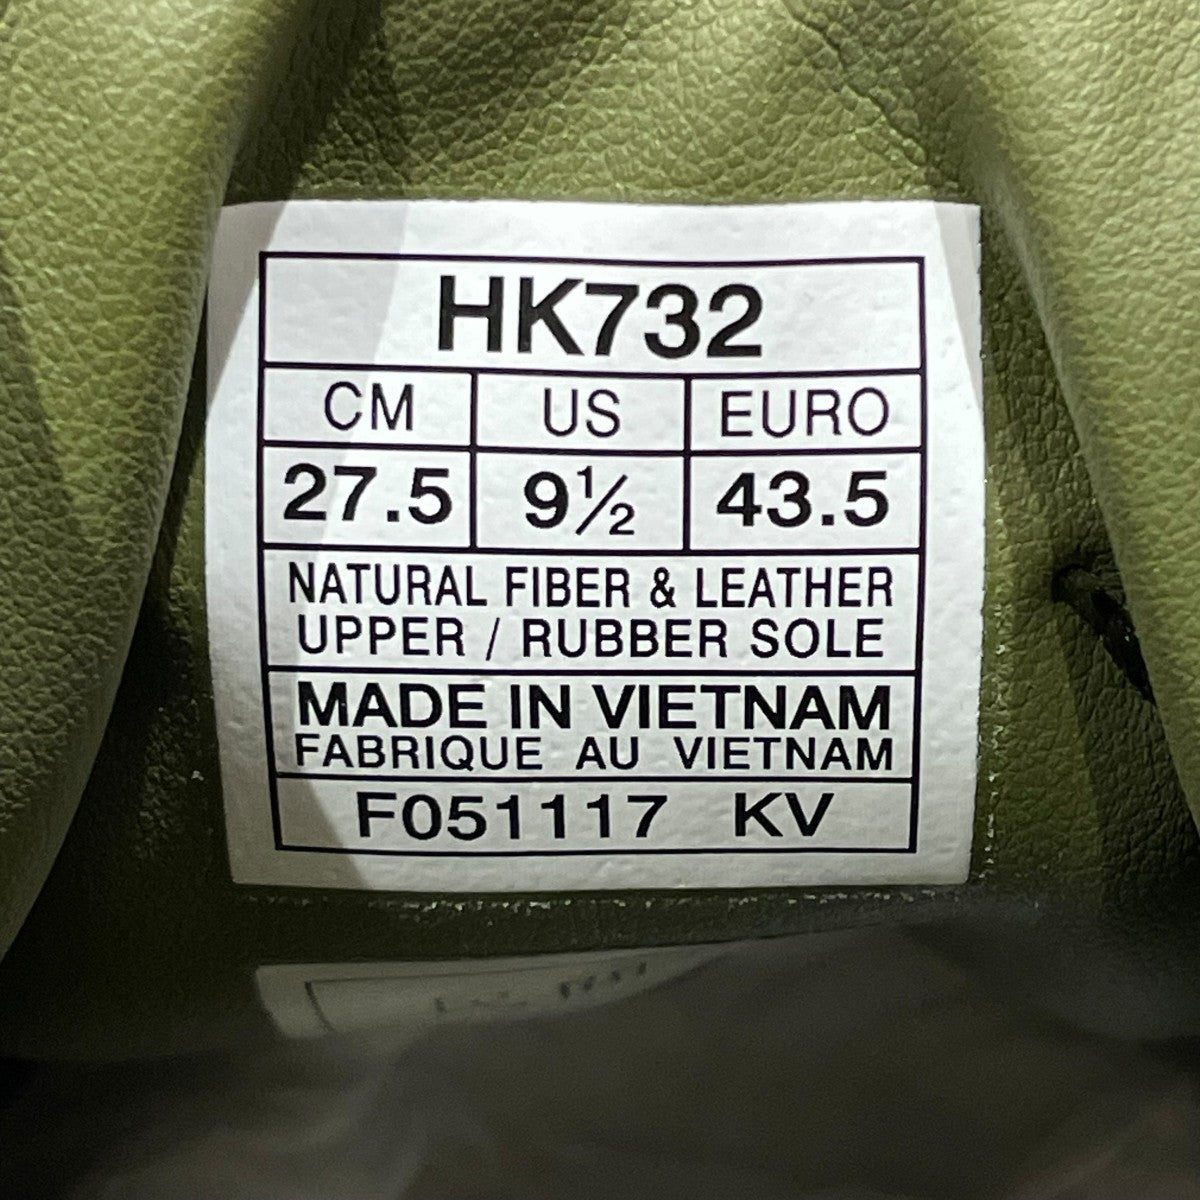 HK732
CM US EURO
27.5 9½ 43.5
NATURAL FIBER & LEATHER
UPPER / RUBBER SOLE
MADE IN VIETNAM
FABRIQUE AU VIETNAM
F051117 KV